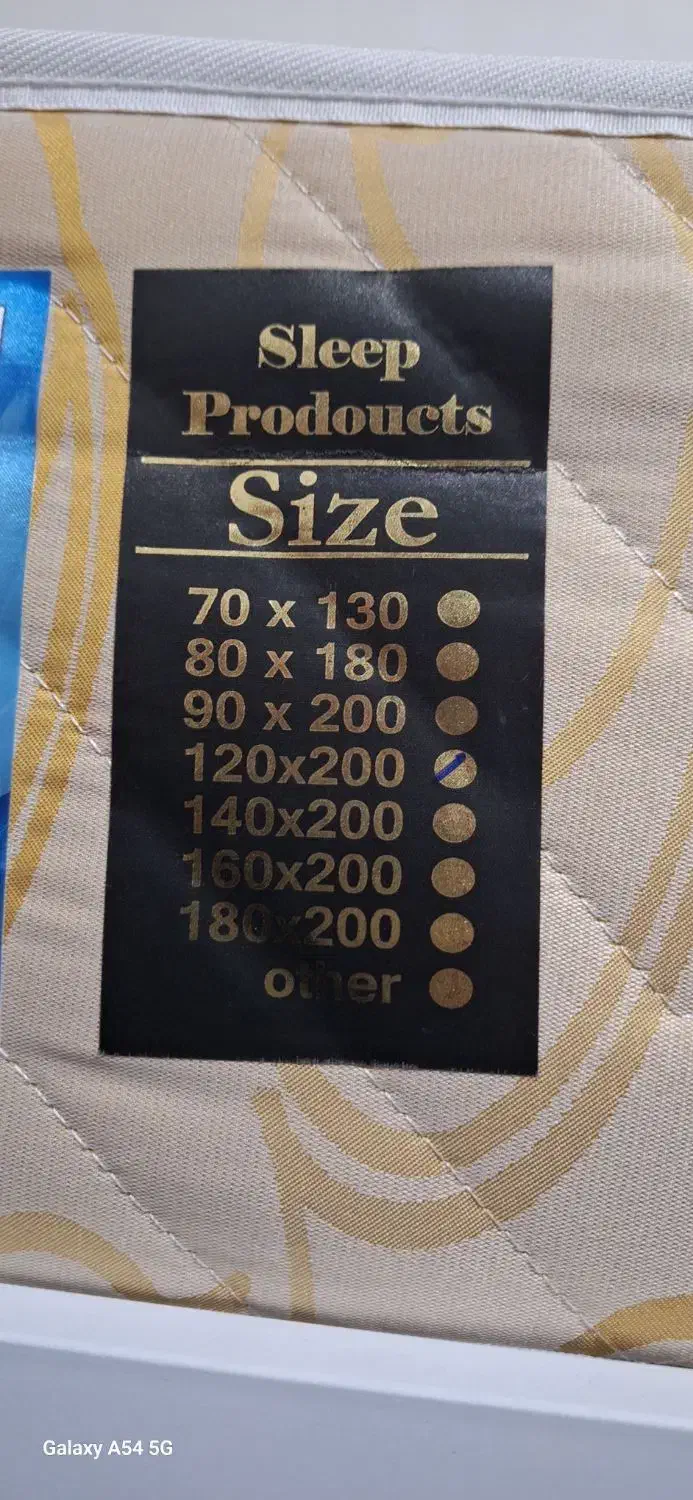 Sleep
Prodoucts
Size
70 x 130
80 x 180
90 x 200
120x200
140x200
160x200
180x200
other
Galaxy A54 5G